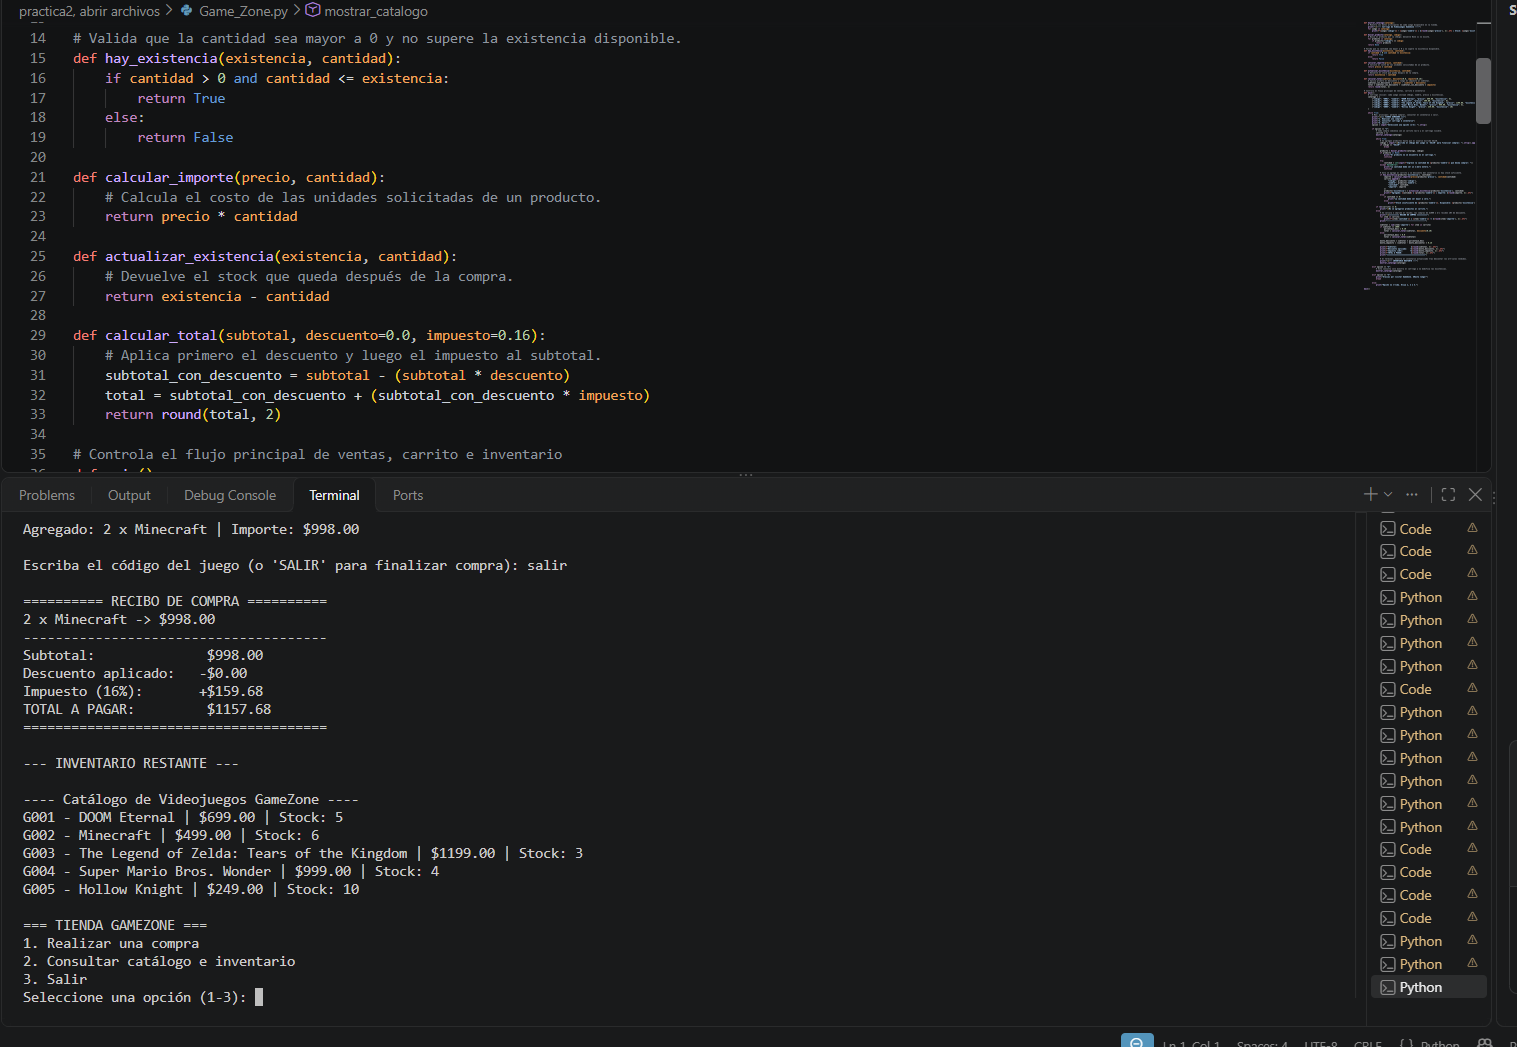 practica2, abrir archivos > Game_Zone.py > mostrar_catalogo
14 # Valida que la cantidad sea mayor a 0 y no supere la existencia disponible.
15 def hay_existencia(existencia, cantidad):
16     if cantidad > 0 and cantidad <= existencia:
17         return True
18     else:
19         return False
20
21 def calcular_importe(precio, cantidad):
22     # Calcula el costo de las unidades solicitadas de un producto.
23     return precio * cantidad
24
25 def actualizar_existencia(existencia, cantidad):
26     # Devuelve el stock que queda después de la compra.
27     return existencia - cantidad
28
29 def calcular_total(subtotal, descuento=0.0, impuesto=0.16):
30     # Aplica primero el descuento y luego el impuesto al subtotal.
31     subtotal_con_descuento = subtotal - (subtotal * descuento)
32     total = subtotal_con_descuento + (subtotal_con_descuento * impuesto)
33     return round(total, 2)
34
35 # Controla el flujo principal de ventas, carrito e inventario
Problems Output Debug Console Terminal Ports
Agregado: 2 x Minecraft | Importe: $998.00
Escriba el código del juego (o 'SALIR' para finalizar compra): salir
========== RECIBO DE COMPRA ==========
2 x Minecraft -> $998.00
--------------------------------------
Subtotal:              $998.00
Descuento aplicado:   -$0.00
Impuesto (16%):       +$159.68
TOTAL A PAGAR:         $1157.68
======================================
--- INVENTARIO RESTANTE ---
---- Catálogo de Videojuegos GameZone ----
G001 - DOOM Eternal | $699.00 | Stock: 5
G002 - Minecraft | $499.00 | Stock: 6
G003 - The Legend of Zelda: Tears of the Kingdom | $1199.00 | Stock: 3
G004 - Super Mario Bros. Wonder | $999.00 | Stock: 4
G005 - Hollow Knight | $249.00 | Stock: 10
=== TIENDA GAMEZONE ===
1. Realizar una compra
2. Consultar catálogo e inventario
3. Salir
Seleccione una opción (1-3):
Code
Code
Code
Python
Python
Python
Python
Code
Python
Python
Python
Python
Python
Python
Code
Code
Code
Code
Python
Python
Python
Ln 1, Col 1 Spaces: 4 UTF-8 CRLF { } Python